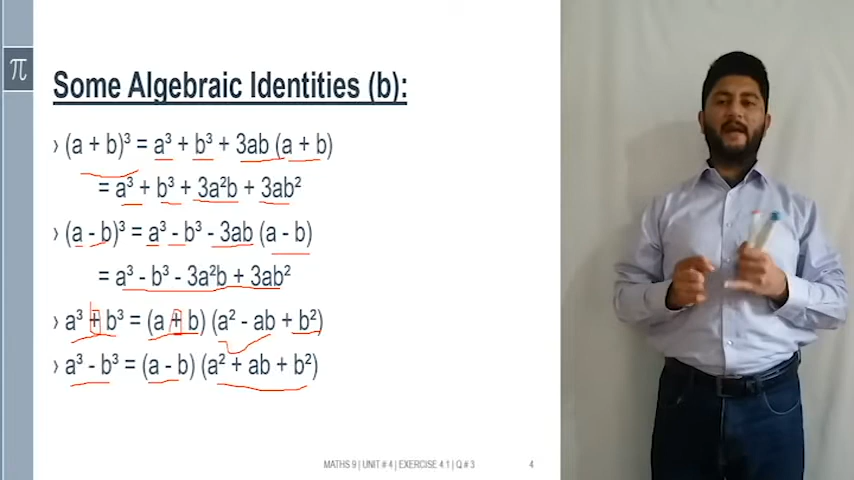 π
Some Algebraic Identities (b):
› (a + b)³ = a³ + b³ + 3ab (a + b)
= a³ + b³ + 3a²b + 3ab²
› (a - b)³ = a³ - b³ - 3ab (a - b)
= a³ - b³ - 3a²b + 3ab²
› a³ + b³ = (a + b) (a² - ab + b²)
› a³ - b³ = (a - b) (a² + ab + b²)
MATHS 9 | UNIT # 4 | EXERCISE 4.1 | Q # 3 4